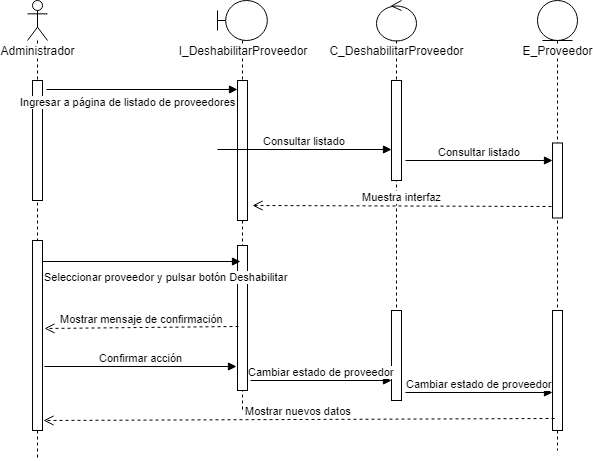 Administrador
I_DeshabilitarProveedor
C_DeshabilitarProveedor
E_Proveedor
Ingresar a página de listado de proveedores
Consultar listado
Consultar listado
Muestra interfaz
Seleccionar proveedor y pulsar botón Deshabilitar
Mostrar mensaje de confirmación
Confirmar acción
Cambiar estado de proveedor
Cambiar estado de proveedor
Mostrar nuevos datos